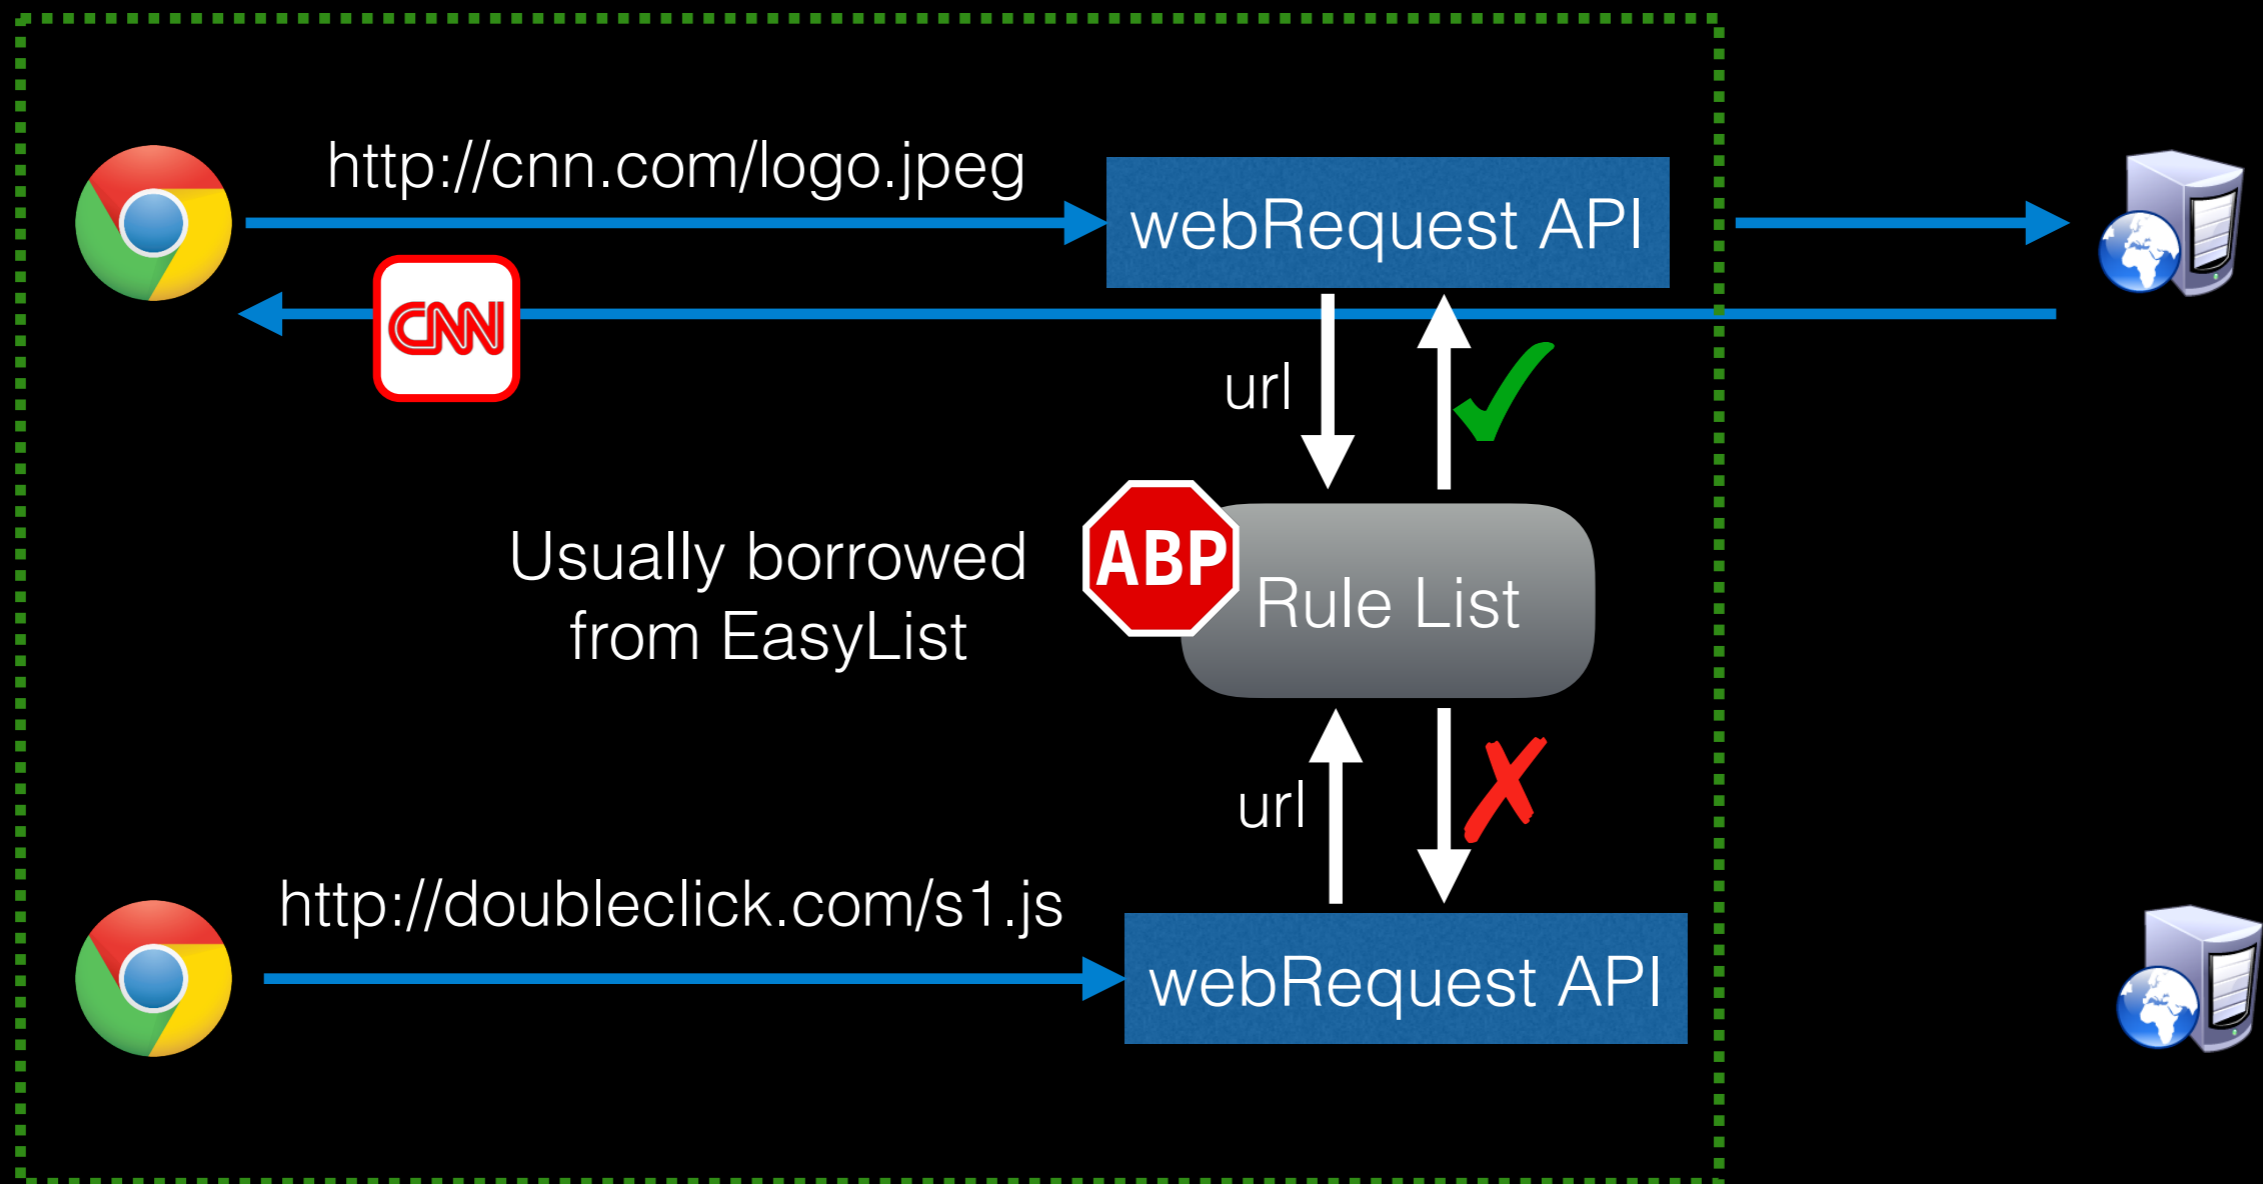 http://cnn.com/logo.jpeg
webRequest API
CNN
url
Usually borrowed
from EasyList
ABP
Rule List
url
http://doubleclick.com/s1.js
webRequest API